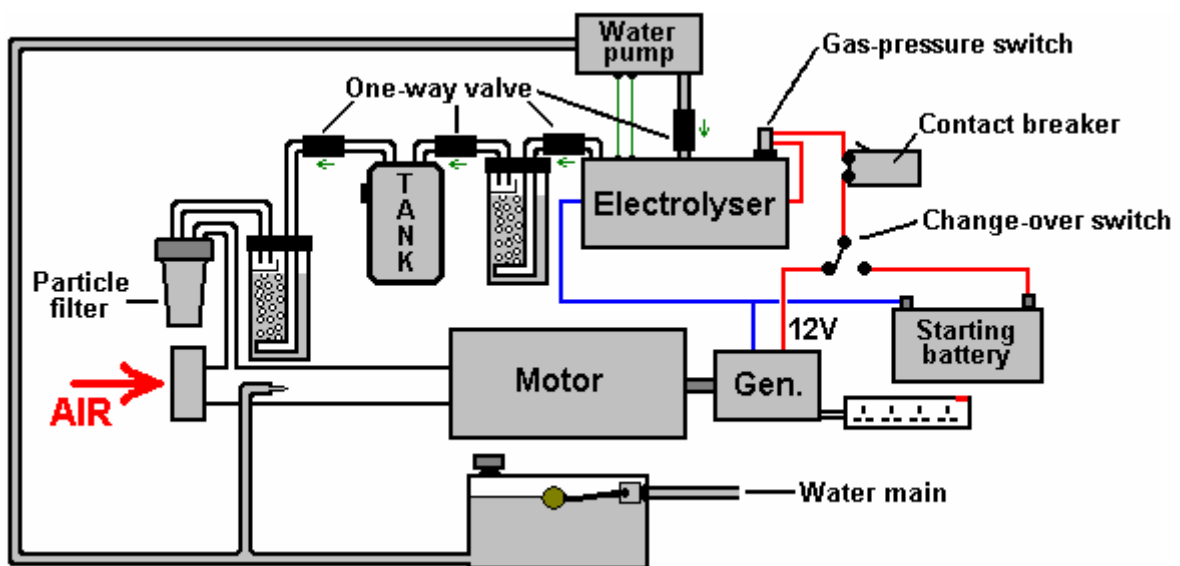 Water
pump
Gas-pressure switch
One-way valve
Contact breaker
TANK
Electrolyser
Change-over switch
Particle
filter
12V
Starting
battery
Motor
Gen.
AIR
Water main